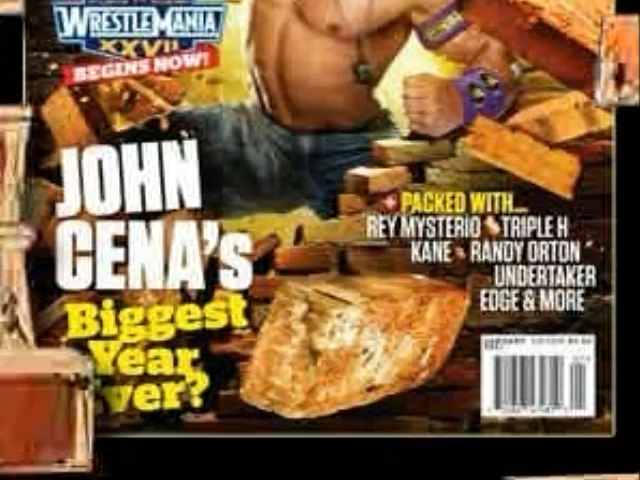 WRESTLEMANIA
XXVII
BEGINS NOW!
JOHN
CENA's
Biggest
Year
ver?
PACKED WITH...
REY MYSTERIO TRIPLE H
KANE RANDY ORTON
UNDERTAKER
EDGE & MORE